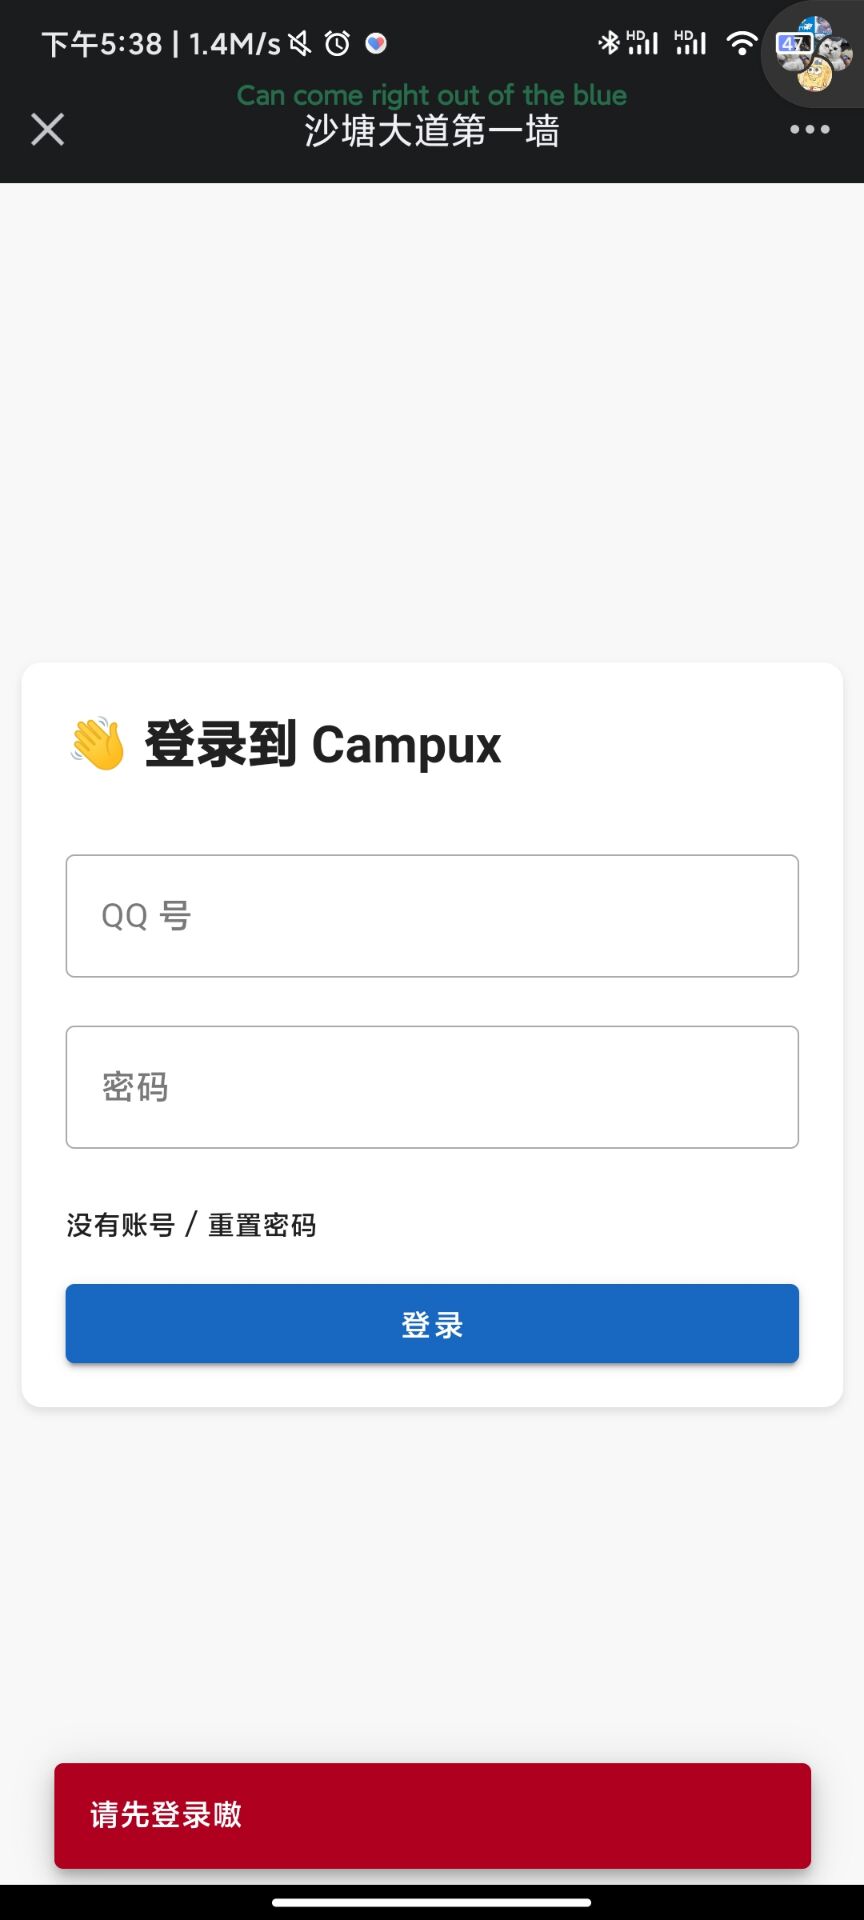 下午5:38 | 1.4M/s
HD HD 47
Can come right out of the blue
沙塘大道第一墙
👋 登录到 Campux
QQ 号
密码
没有账号 / 重置密码
登录
请先登录嗷